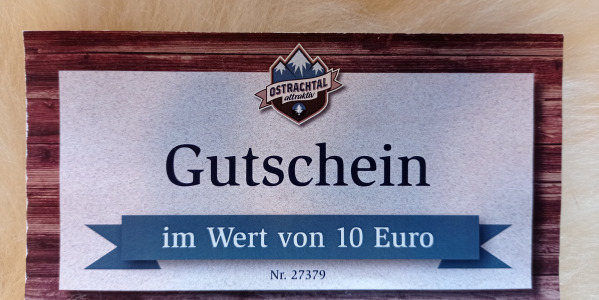 OSTRACHTAL
attraktiv
Gutschein
im Wert von 10 Euro
Nr. 27379